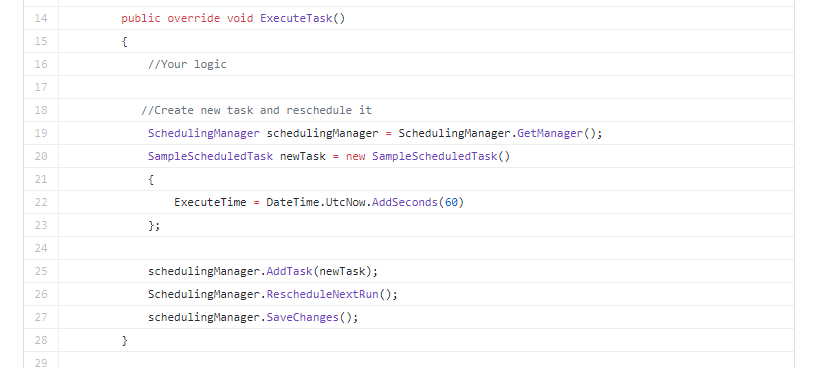 14 public override void ExecuteTask()
15 {
16 //Your logic
17
18 //Create new task and reschedule it
19 SchedulingManager schedulingManager = SchedulingManager.GetManager();
20 SampleScheduledTask newTask = new SampleScheduledTask()
21 {
22 ExecuteTime = DateTime.UtcNow.AddSeconds(60)
23 };
24
25 schedulingManager.AddTask(newTask);
26 SchedulingManager.RescheduleNextRun();
27 schedulingManager.SaveChanges();
28 }
29